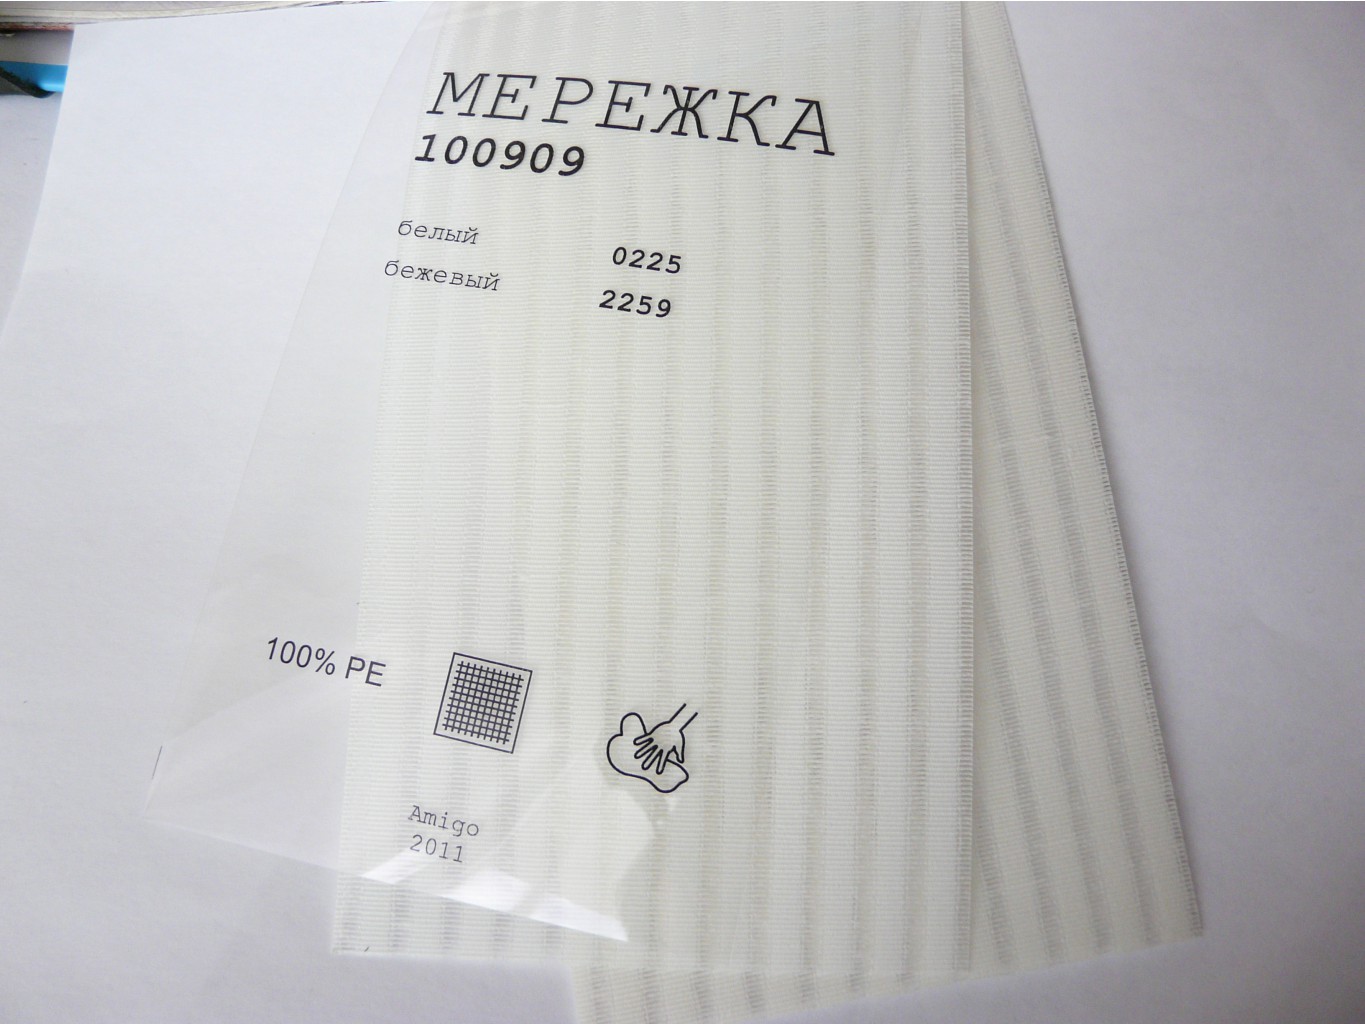 МЕРЕЖКА
100909
белый 0225
бежевый 2259
100% PE
Amigo
2011